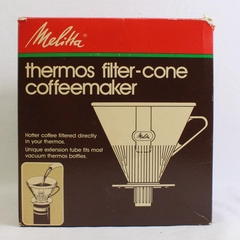 Melitta
thermos filter-cone
coffeemaker
Hotter coffee filtered directly
in your thermos.
Unique extension tube fits most
vacuum thermos bottles.
Melitta